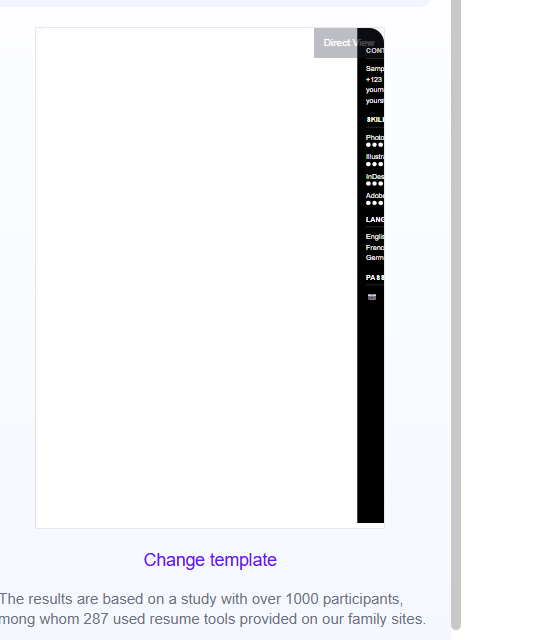 Direct View
CONT
Samp
+123
yourn
yours
SKILL
Photo
Illustra
InDes
Adobe
LANG
Englis
Frenc
Germ
PASS
Change template
The results are based on a study with over 1000 participants,
mong whom 287 used resume tools provided on our family sites.